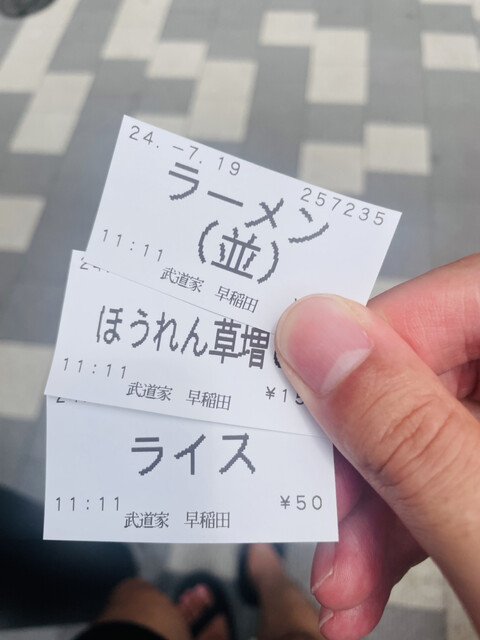 24.-7.19 257235
ラーメン
(並)
11:11
武道家 早稲田
ほうれん草増
11:11 武道家 早稲田
ライス
11:11 武道家 早稲田 ¥50